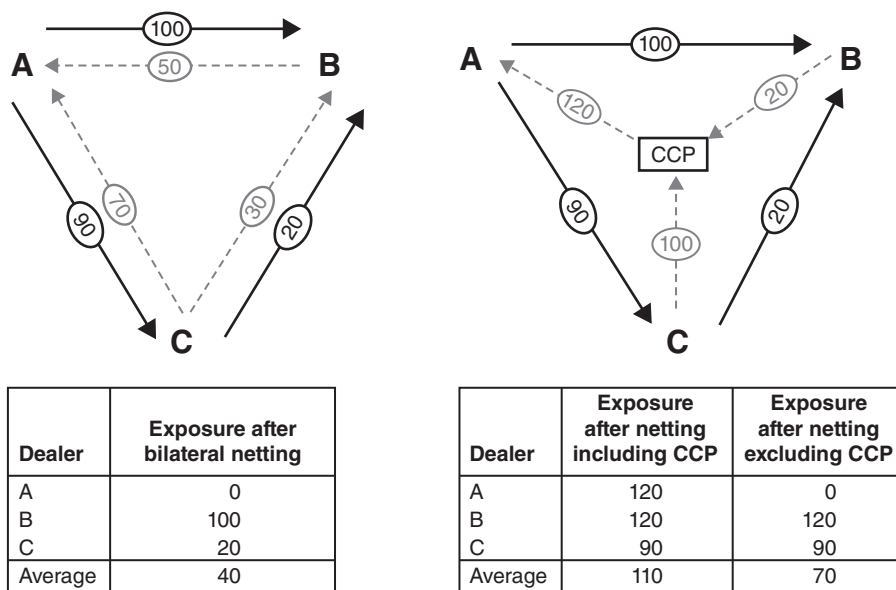 100
A
50
B
90
70
30
20
C
Dealer Exposure after bilateral netting
A 0
B 100
C 20
Average 40
100
A
B
120
20
CCP
90
100
20
C
Dealer Exposure after netting including CCP Exposure after netting excluding CCP
A 120 0
B 120 120
C 90 90
Average 110 70